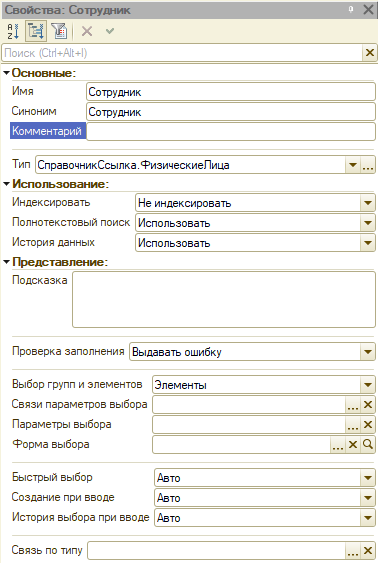 Свойства: Сотрудник
Поиск (Ctrl+Alt+I)
Основные:
Имя Сотрудник
Синоним Сотрудник
Комментарий
Тип СправочникСсылка.ФизическиеЛица
Использование:
Индексировать Не индексировать
Полнотекстовый поиск Использовать
История данных Использовать
Представление:
Подсказка
Проверка заполнения Выдавать ошибку
Выбор групп и элементов Элементы
Связи параметров выбора
Параметры выбора
Форма выбора
Быстрый выбор Авто
Создание при вводе Авто
История выбора при вводе Авто
Связь по типу